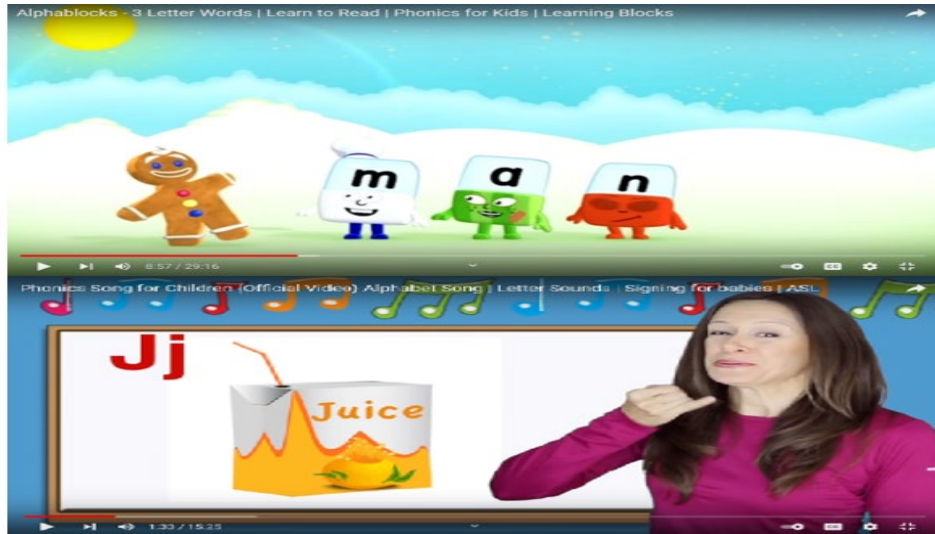 Alphablocks - 3 Letter Words | Learn to Read | Phonics for Kids | Learning Blocks
m a n
8:57 / 29:16
Phonics Song for Children (Official Video) Alphabet Song | Letter Sounds | Signing for babies | ASL
Jj
Juice
1:33 / 15:25